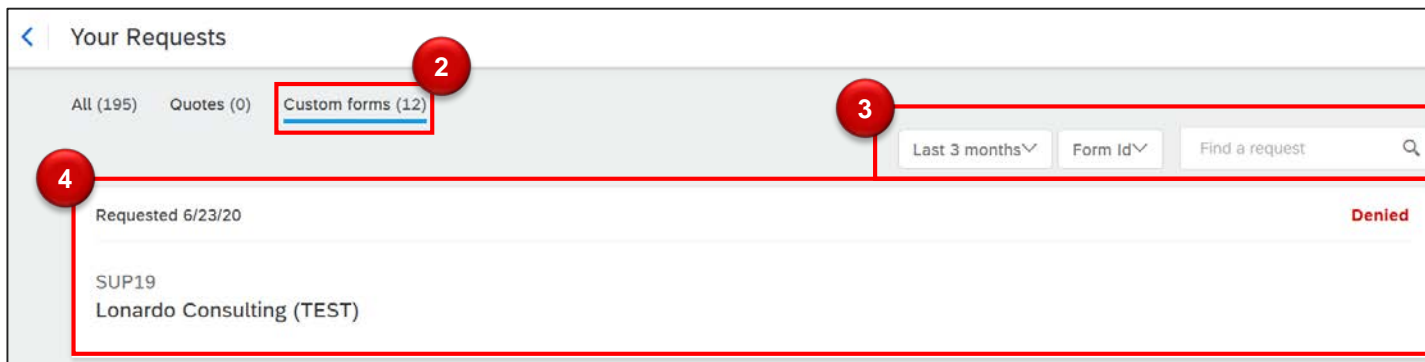 Your Requests
2
All (195) Quotes (0) Custom forms (12)
3
Last 3 months Form Id Find a request
4
Requested 6/23/20 Denied
SUP19
Lonardo Consulting (TEST)